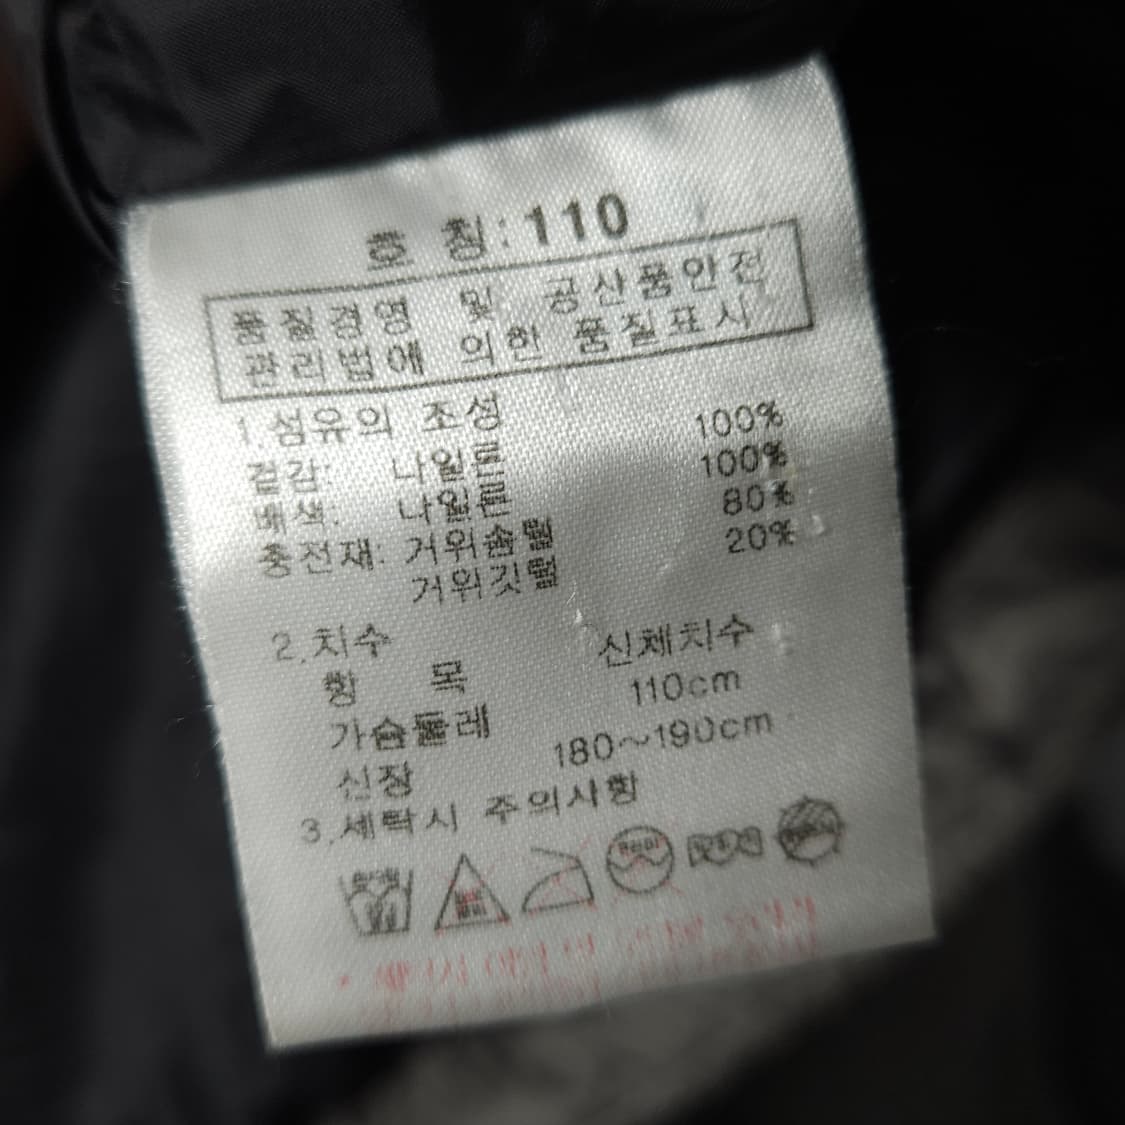 호 칭: 110
품질경영 및 공산품안전
관리법에 의한 품질표시
1.섬유의 조성
겉감: 나일론 100%
배색: 나일론 100%
충전재: 거위솜털 80%
거위깃털 20%
2.치수
항 목 신체치수
가슴둘레 110cm
신장 180~190cm
3.세탁시 주의사항